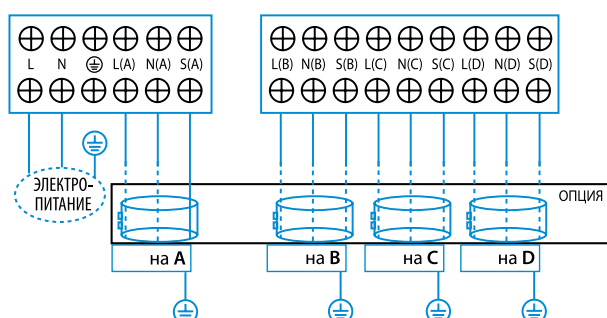 L N L(A) N(A) S(A)
L(B) N(B) S(B) L(C) N(C) S(C) L(D) N(D) S(D)
ЭЛЕКТРО-
ПИТАНИЕ
ОПЦИЯ
на A
на B
на C
на D